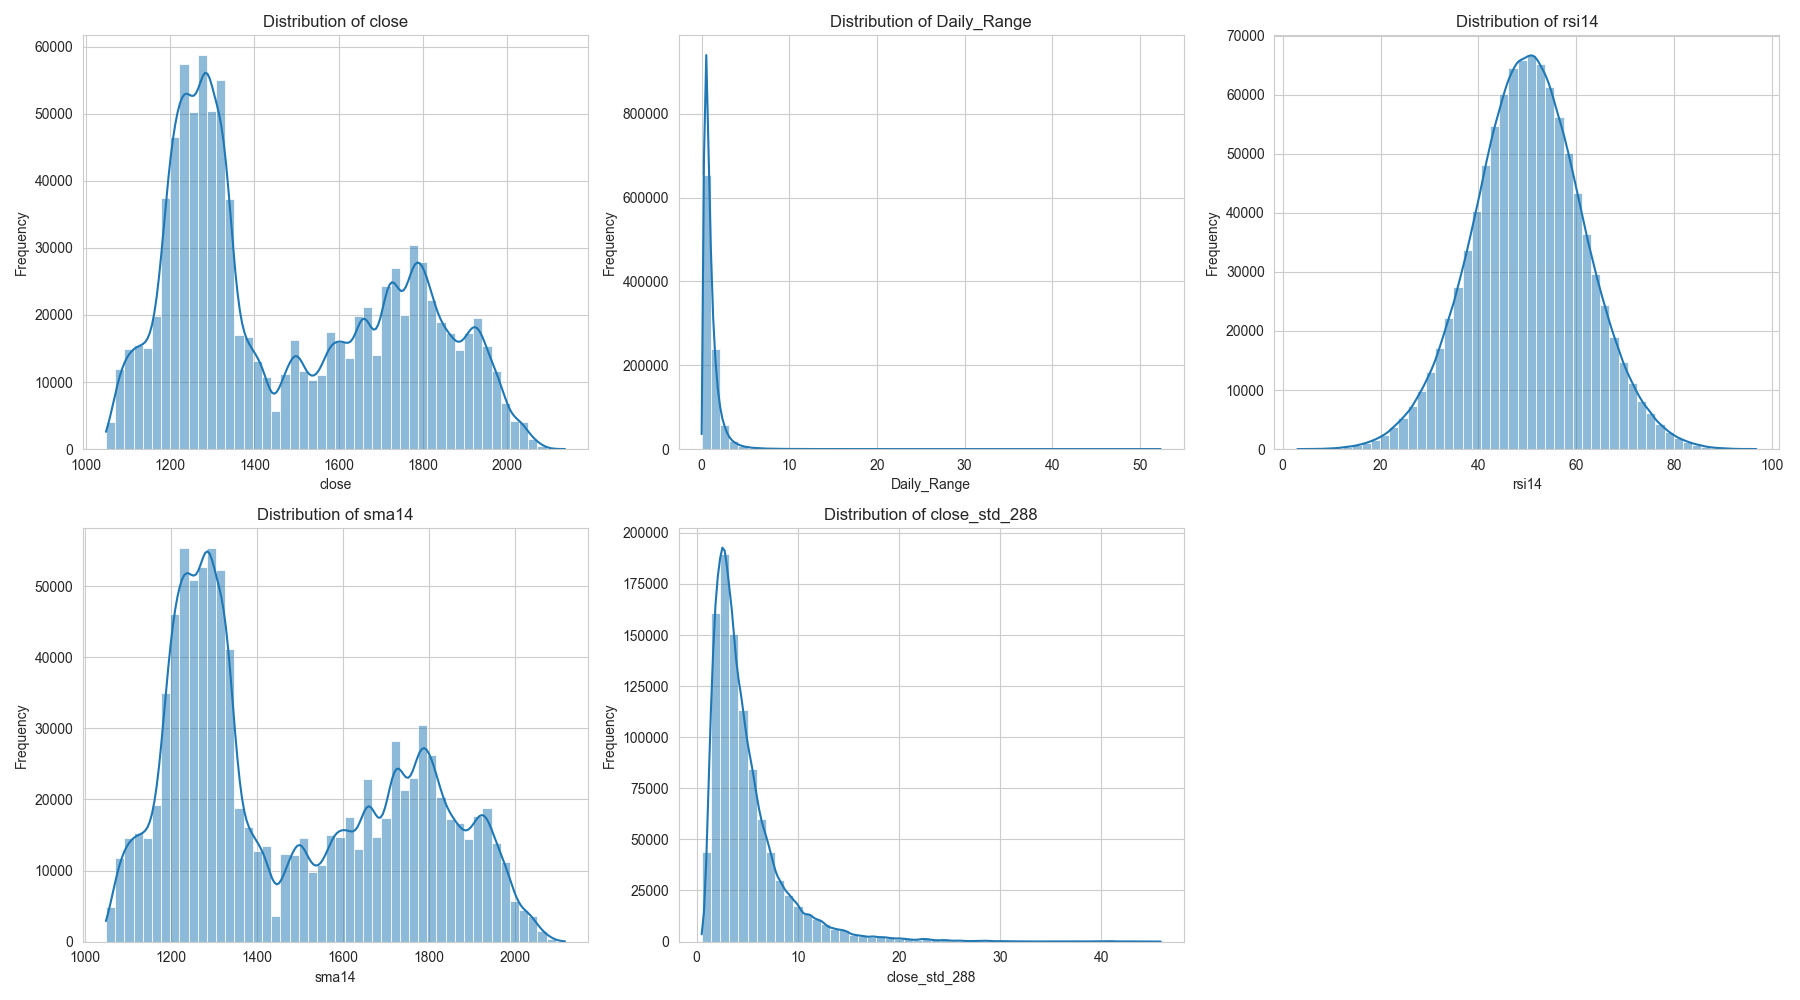 Distribution of close
60000
50000
40000
30000
20000
10000
0
Frequency
1000 1200 1400 1600 1800 2000
close
Distribution of Daily_Range
800000
600000
400000
200000
0
Frequency
0 10 20 30 40 50
Daily_Range
Distribution of rsi14
70000
60000
50000
40000
30000
20000
10000
0
Frequency
0 20 40 60 80 100
rsi14
Distribution of sma14
50000
40000
30000
20000
10000
0
Frequency
1000 1200 1400 1600 1800 2000
sma14
Distribution of close_std_288
200000
175000
150000
125000
100000
75000
50000
25000
0
Frequency
0 10 20 30 40
close_std_288